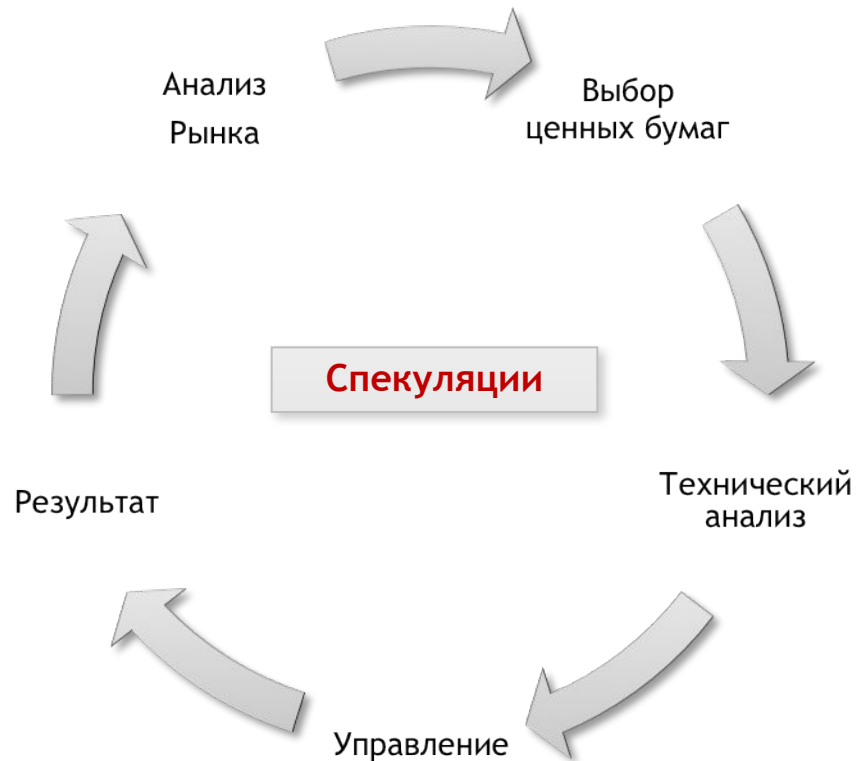 Анализ
Рынка
Выбор
ценных бумаг
Спекуляции
Технический
анализ
Результат
Управление